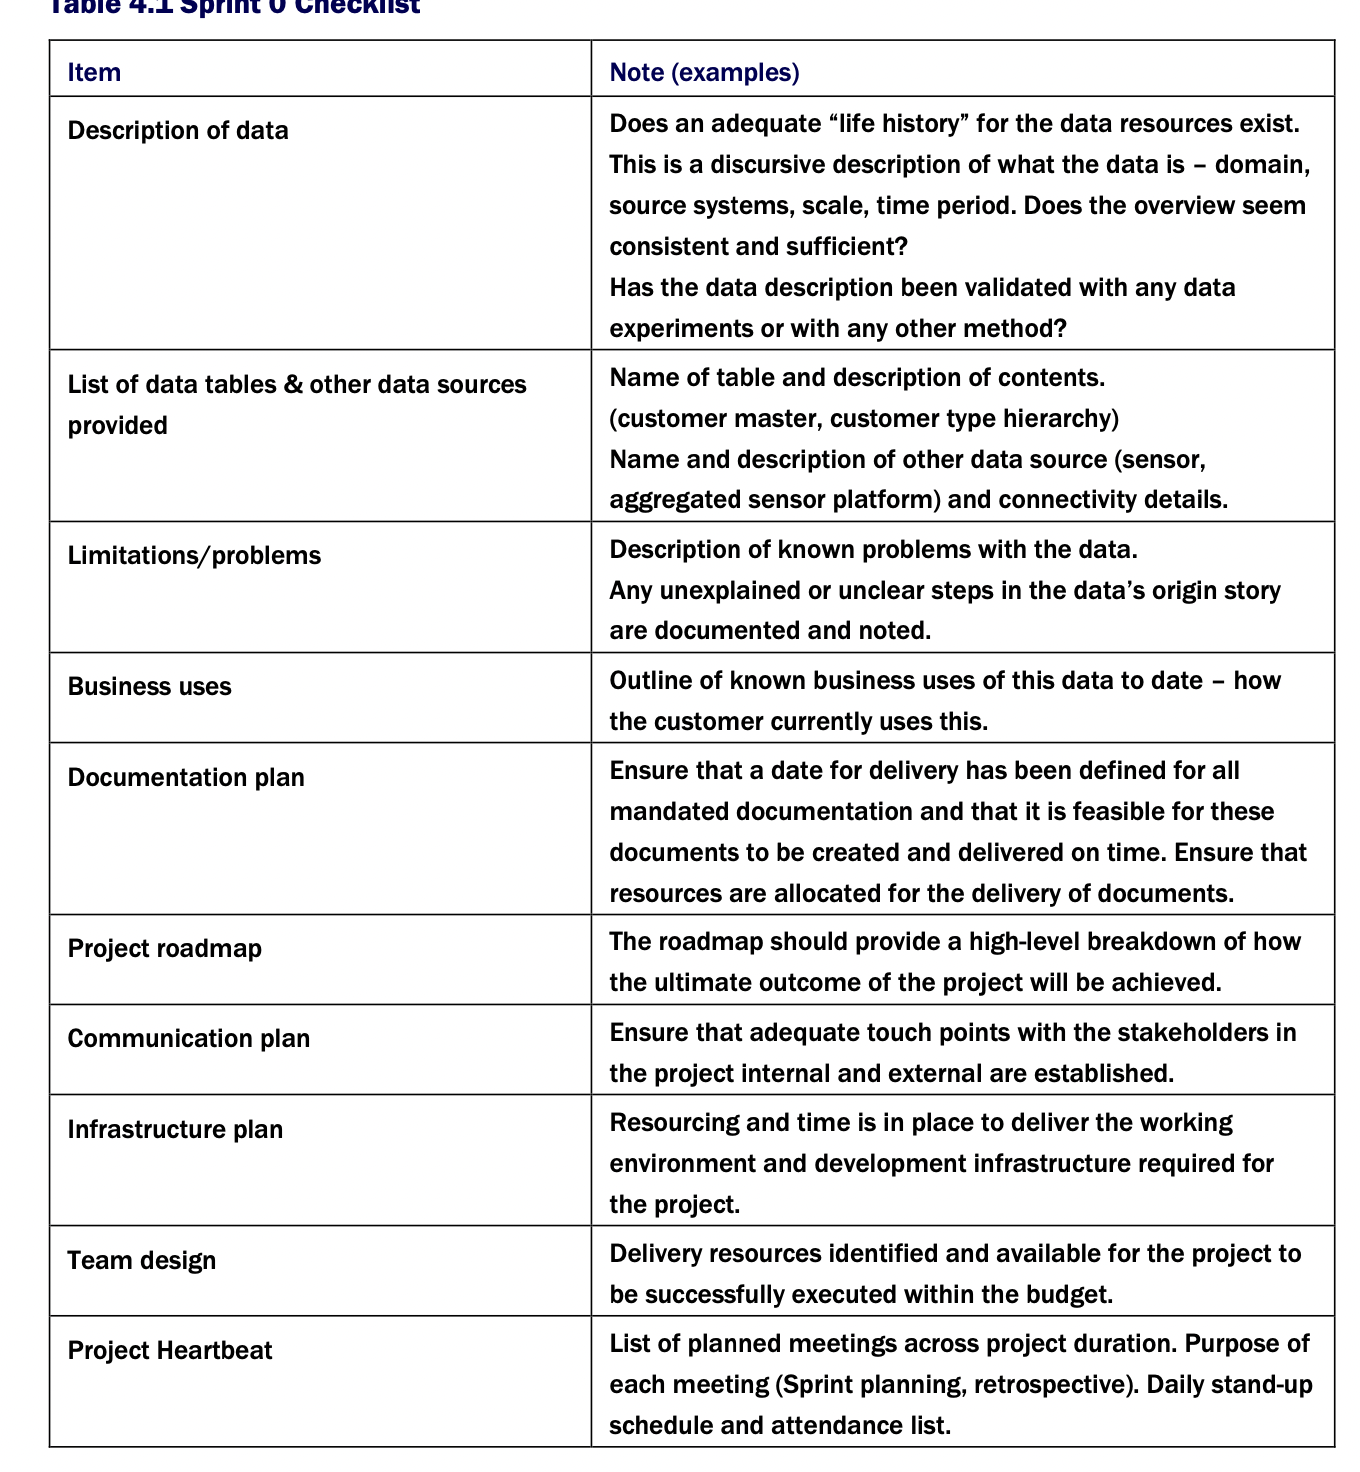 Table 4.1 Sprint 0 Checklist
Item
Note (examples)
Description of data
Does an adequate “life history” for the data resources exist.
This is a discursive description of what the data is – domain,
source systems, scale, time period. Does the overview seem
consistent and sufficient?
Has the data description been validated with any data
experiments or with any other method?
List of data tables & other data sources
provided
Name of table and description of contents.
(customer master, customer type hierarchy)
Name and description of other data source (sensor,
aggregated sensor platform) and connectivity details.
Limitations/problems
Description of known problems with the data.
Any unexplained or unclear steps in the data’s origin story
are documented and noted.
Business uses
Outline of known business uses of this data to date – how
the customer currently uses this.
Documentation plan
Ensure that a date for delivery has been defined for all
mandated documentation and that it is feasible for these
documents to be created and delivered on time. Ensure that
resources are allocated for the delivery of documents.
Project roadmap
The roadmap should provide a high-level breakdown of how
the ultimate outcome of the project will be achieved.
Communication plan
Ensure that adequate touch points with the stakeholders in
the project internal and external are established.
Infrastructure plan
Resourcing and time is in place to deliver the working
environment and development infrastructure required for
the project.
Team design
Delivery resources identified and available for the project to
be successfully executed within the budget.
Project Heartbeat
List of planned meetings across project duration. Purpose of
each meeting (Sprint planning, retrospective). Daily stand-up
schedule and attendance list.